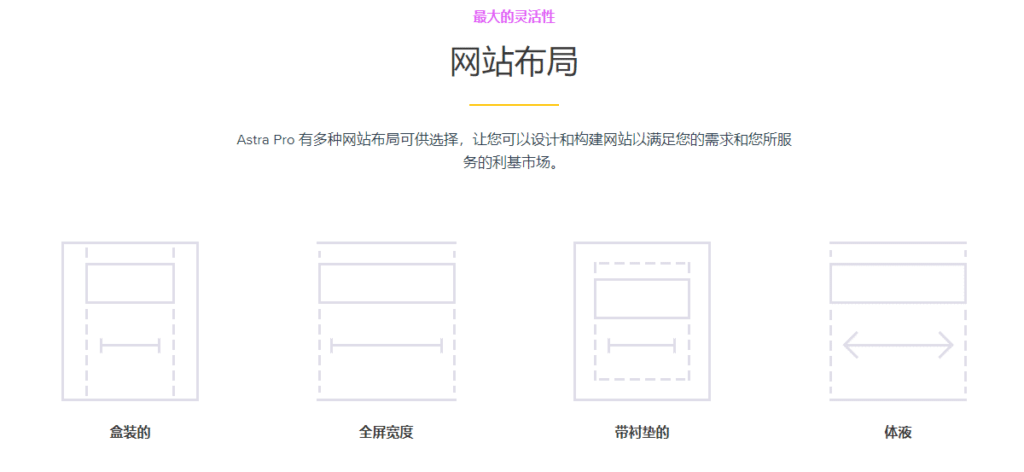 最大的灵活性
网站布局
Astra Pro 有多种网站布局可供选择，让您可以设计和构建网站以满足您的需求和您所服
务的利基市场。
盒装的
全屏宽度
带衬垫的
体液